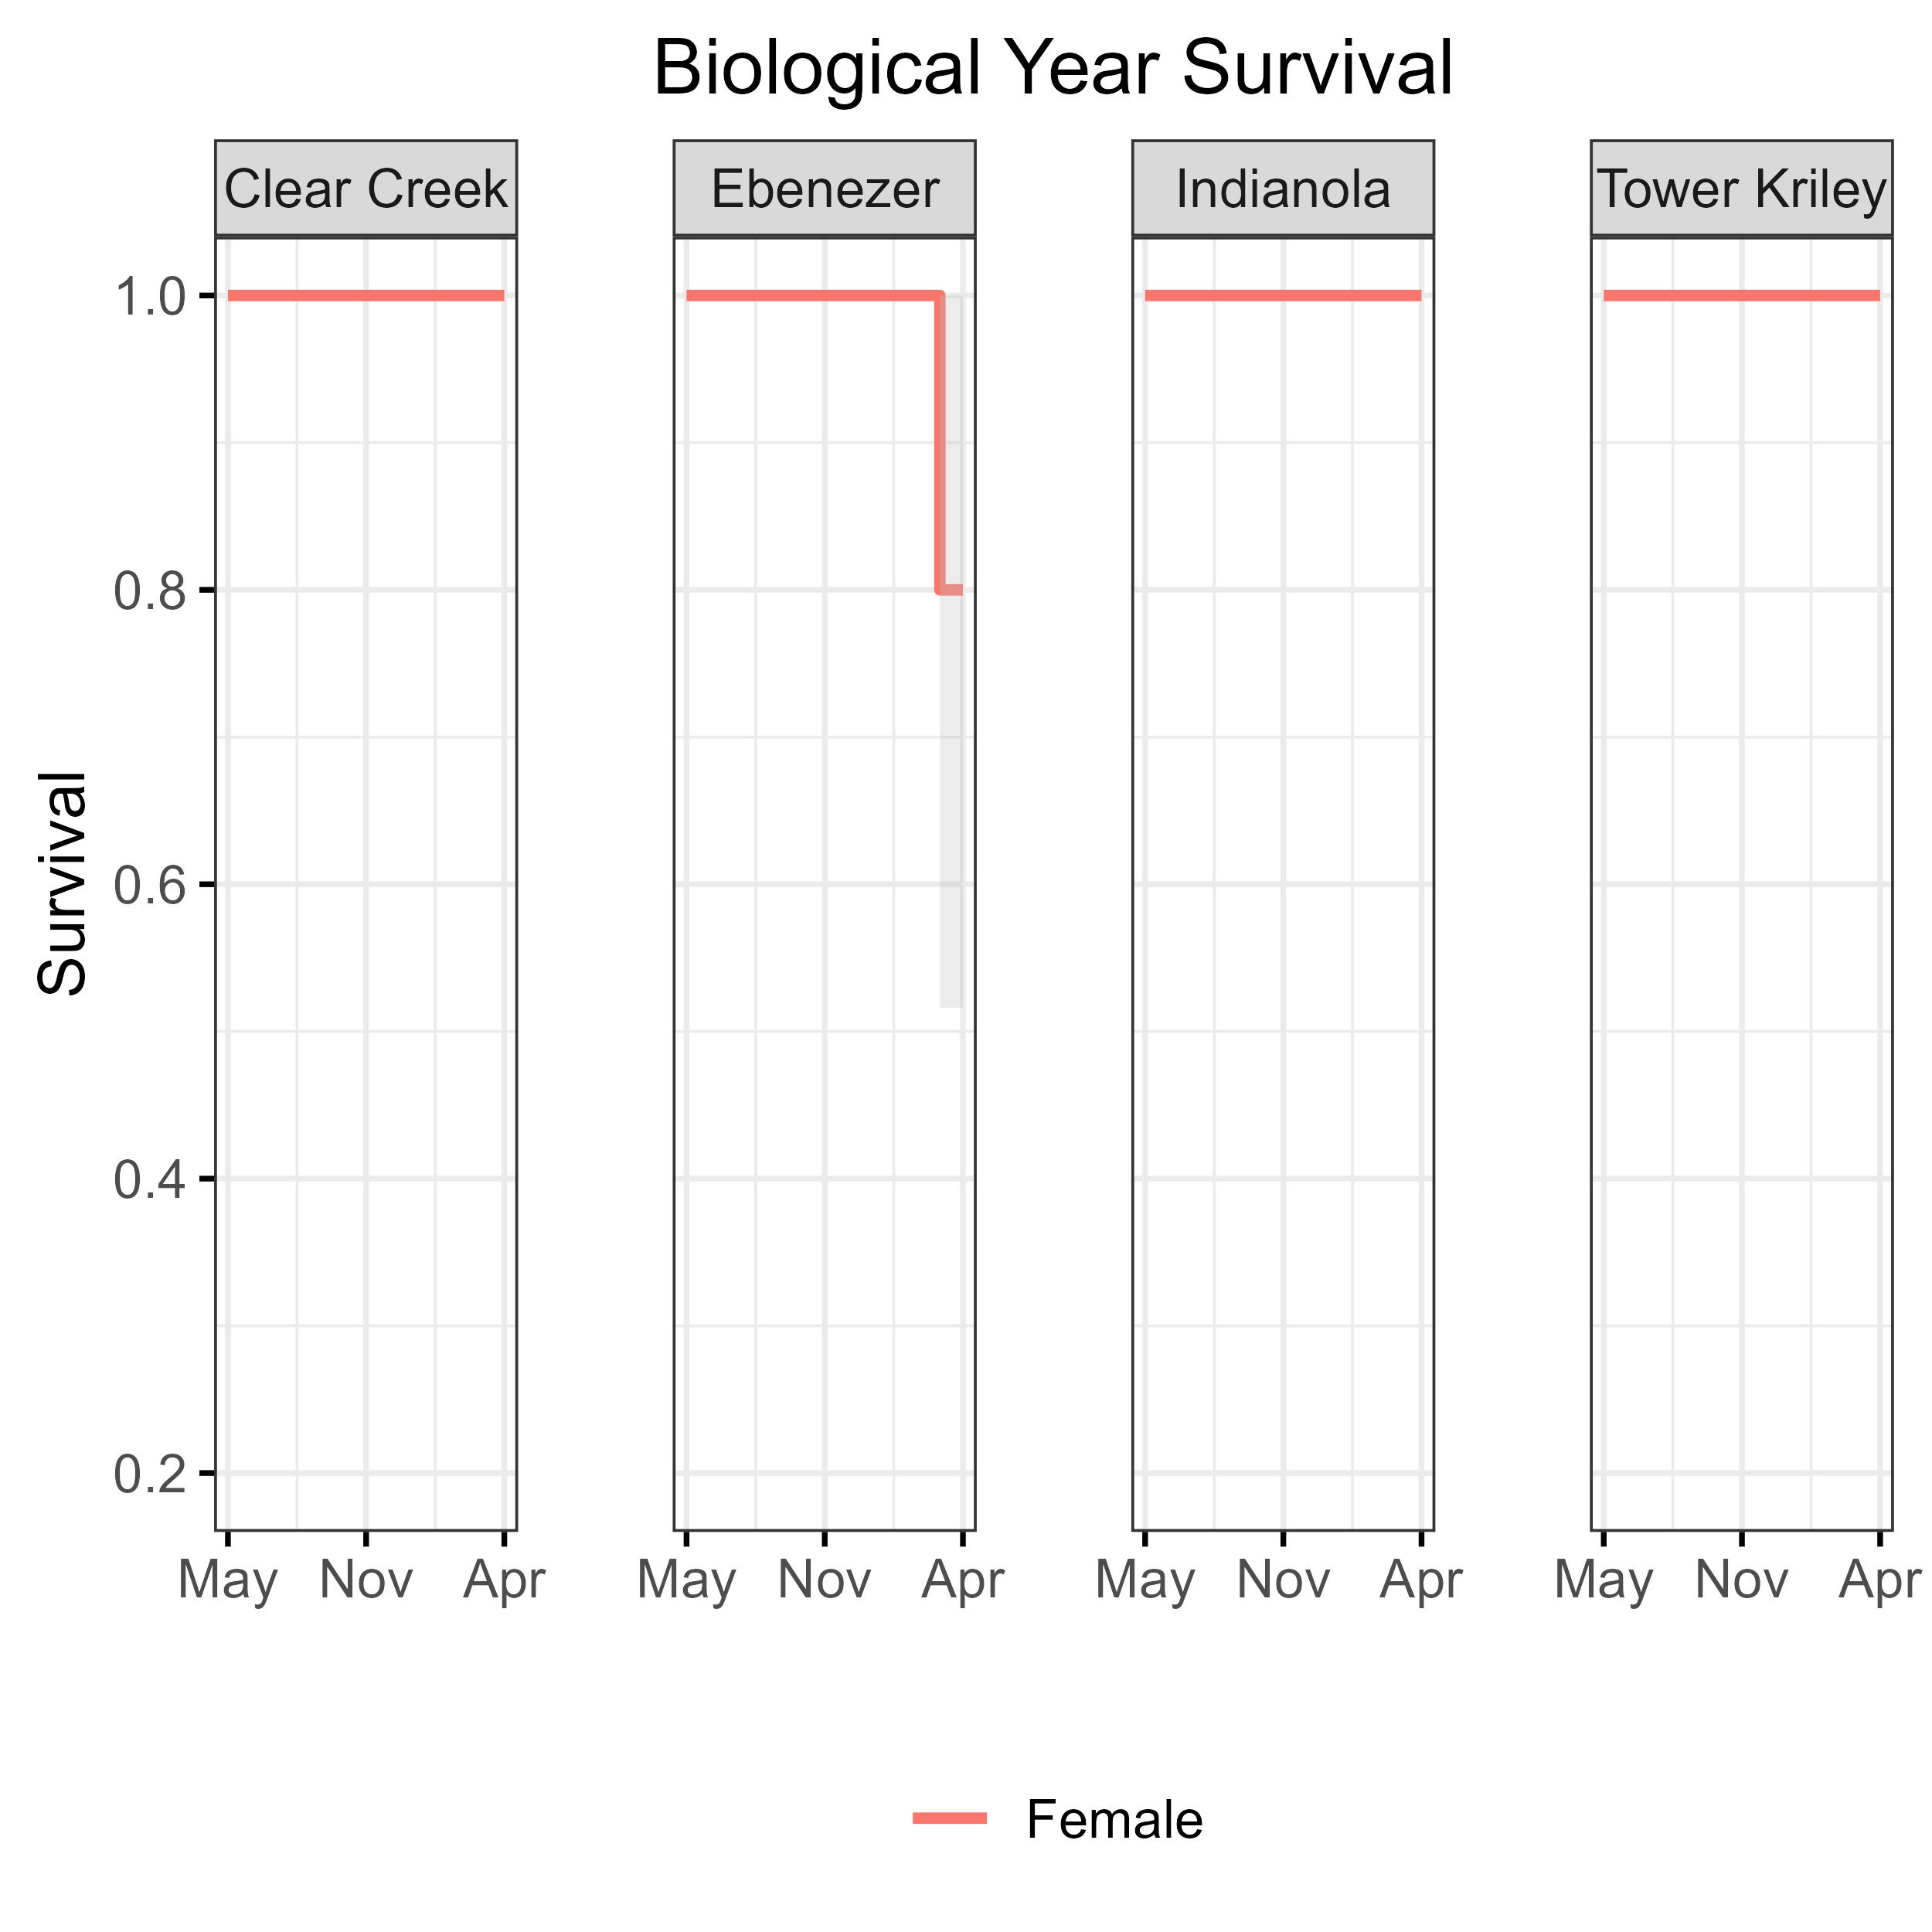 Biological Year Survival
Clear Creek Ebenezer Indianola Tower Kriley
1.0
0.8
0.6
0.4
0.2
Survival
May Nov Apr May Nov Apr May Nov Apr May Nov Apr
Female